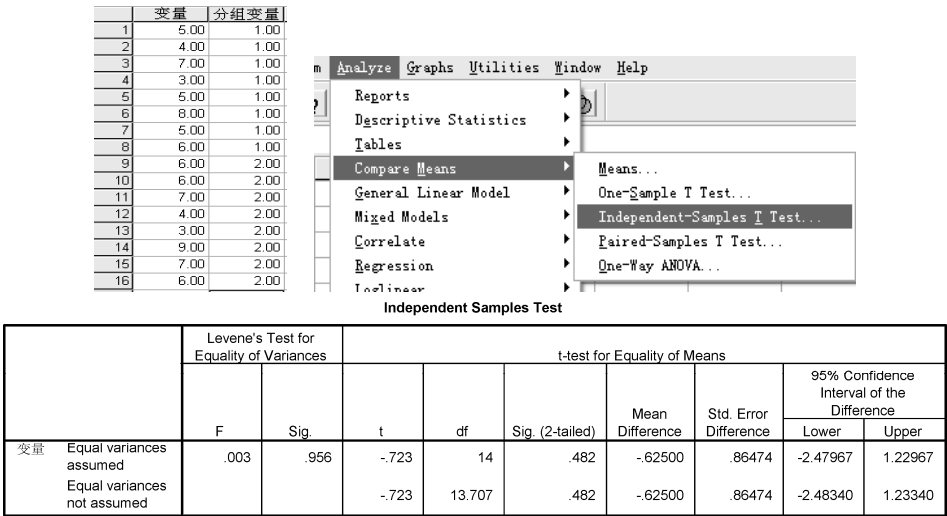 变量 分组变量
1 5.00 1.00
2 4.00 1.00
3 7.00 1.00
4 3.00 1.00
5 5.00 1.00
6 8.00 1.00
7 5.00 1.00
8 6.00 1.00
9 6.00 2.00
10 6.00 2.00
11 7.00 2.00
12 4.00 2.00
13 3.00 2.00
14 9.00 2.00
15 7.00 2.00
16 6.00 2.00
Analyze Graphs Utilities Window Help
Reports
Descriptive Statistics
Tables
Compare Means
General Linear Model
Mixed Models
Correlate
Regression
Loglinear
Means...
One-Sample T Test...
Independent-Samples T Test...
Paired-Samples T Test...
One-Way ANOVA...
Independent Samples Test
Levene's Test for
Equality of Variances
t-test for Equality of Means
95% Confidence
Interval of the
Difference
Mean
Difference
Std. Error
Difference
F Sig. t df Sig. (2-tailed) Lower Upper
变量 Equal variances
assumed
.003 .956 -.723 14 .482 -.62500 .86474 -2.47967 1.22967
Equal variances
not assumed
-.723 13.707 .482 -.62500 .86474 -2.48340 1.23340